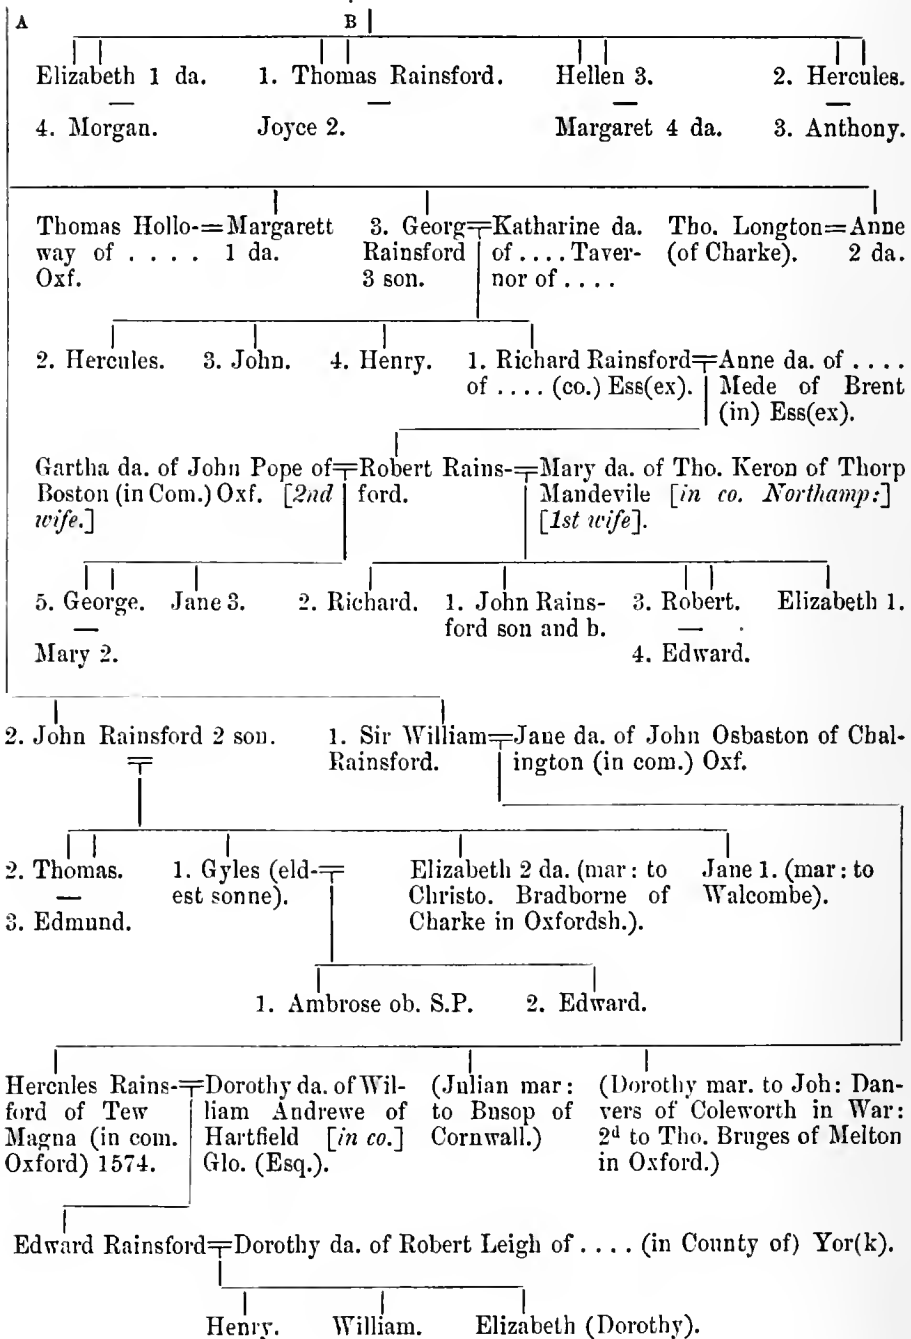 A B
Elizabeth 1 da. 1. Thomas Rainsford. Hellen 3. 2. Hercules.
4. Morgan. Joyce 2. Margaret 4 da. 3. Anthony.
Thomas Hollo-=Margarett 3. Georg=Katharine da. Tho. Longton=Anne
way of . . . . 1 da. Rainsford of .... Taver- (of Charke). 2 da.
Oxf. 3 son. nor of ....
2. Hercules. 3. John. 4. Henry. 1. Richard Rainsford=Anne da. of ....
of .... (co.) Ess(ex). Mede of Brent
(in) Ess(ex).
Gartha da. of John Pope of=Robert Rains-=Mary da. of Tho. Keron of Thorp
Boston (in Com.) Oxf. [2nd ford. Mandevile [in co. Northamp:]
wife.] [1st wife].
5. George. Jane 3. 2. Richard. 1. John Rains- 3. Robert. Elizabeth 1.
ford son and h.
Mary 2. 4. Edward.
2. John Rainsford 2 son. 1. Sir William=Jane da. of John Osbaston of Chal-
Rainsford. ington (in com.) Oxf.
2. Thomas. 1. Gyles (eld-= Elizabeth 2 da. (mar: to Jane 1. (mar: to
est sonne). Christo. Bradborne of Walcombe).
3. Edmund. Charke in Oxfordsh.).
1. Ambrose ob. S.P. 2. Edward.
Hercules Rains-=Dorothy da. of Wil- (Julian mar: (Dorothy mar. to Joh: Dan-
ford of Tew liam Andrewe of to Busop of vers of Coleworth in War:
Magna (in com. Hartfield [in co.] Cornwall.) 2d to Tho. Bruges of Melton
Oxford) 1574. Glo. (Esq.). in Oxford.)
Edward Rainsford=Dorothy da. of Robert Leigh of .... (in County of) Yor(k).
Henry. William. Elizabeth (Dorothy).